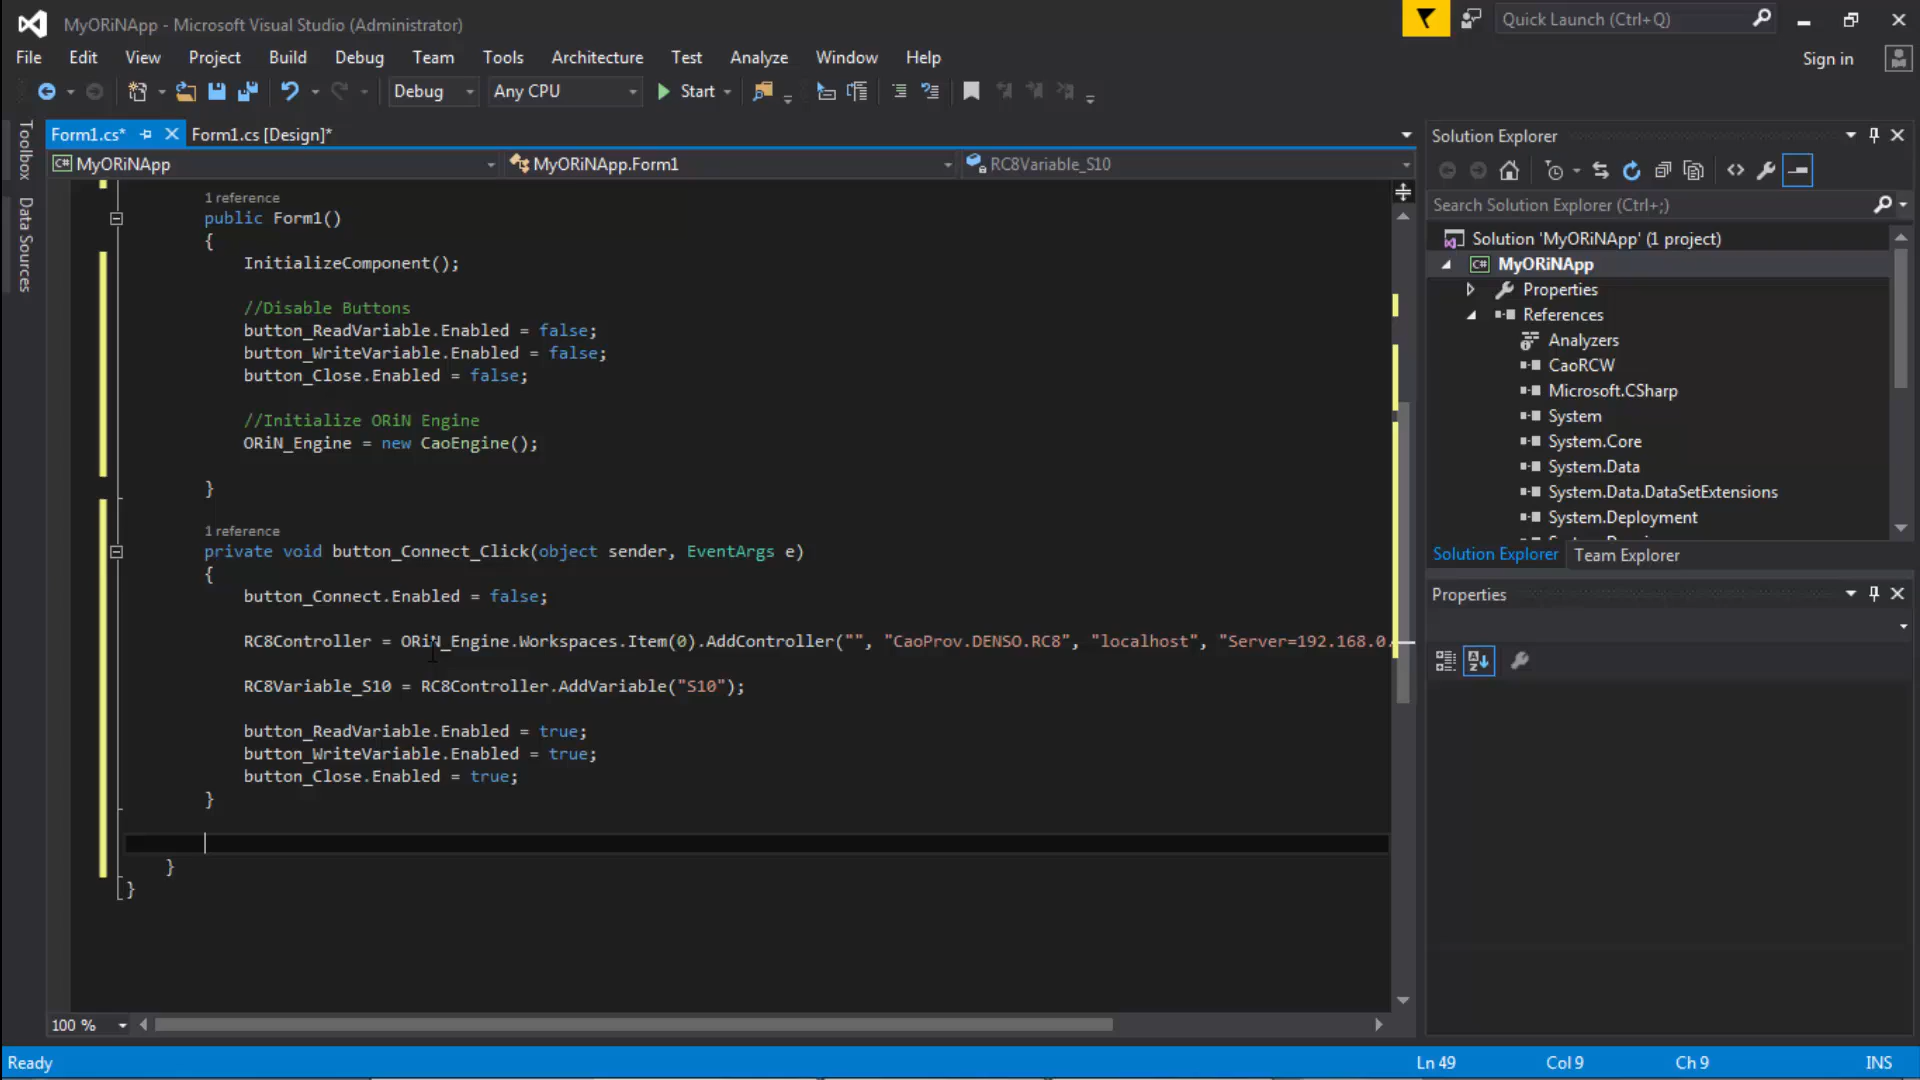 MyORiNApp - Microsoft Visual Studio (Administrator)
Quick Launch (Ctrl+Q)
File Edit View Project Build Debug Team Tools Architecture Test Analyze Window Help
Sign in
Debug Any CPU Start
Toolbox
Data Sources
Form1.cs* Form1.cs [Design]*
MyORiNApp MyORiNApp.Form1 RC8Variable_S10
1 reference
public Form1()
{
InitializeComponent();
//Disable Buttons
button_ReadVariable.Enabled = false;
button_WriteVariable.Enabled = false;
button_Close.Enabled = false;
//Initialize ORiN Engine
ORiN_Engine = new CaoEngine();
}
1 reference
private void button_Connect_Click(object sender, EventArgs e)
{
button_Connect.Enabled = false;
RC8Controller = ORiN_Engine.Workspaces.Item(0).AddController("", "CaoProv.DENSO.RC8", "localhost", "Server=192.168.0.
RC8Variable_S10 = RC8Controller.AddVariable("S10");
button_ReadVariable.Enabled = true;
button_WriteVariable.Enabled = true;
button_Close.Enabled = true;
}
}
}
100 %
Solution Explorer
Search Solution Explorer (Ctrl+;)
Solution 'MyORiNApp' (1 project)
C# MyORiNApp
Properties
References
Analyzers
CaoRCW
Microsoft.CSharp
System
System.Core
System.Data
System.Data.DataSetExtensions
System.Deployment
Solution Explorer Team Explorer
Properties
Ready Ln 49 Col 9 Ch 9 INS